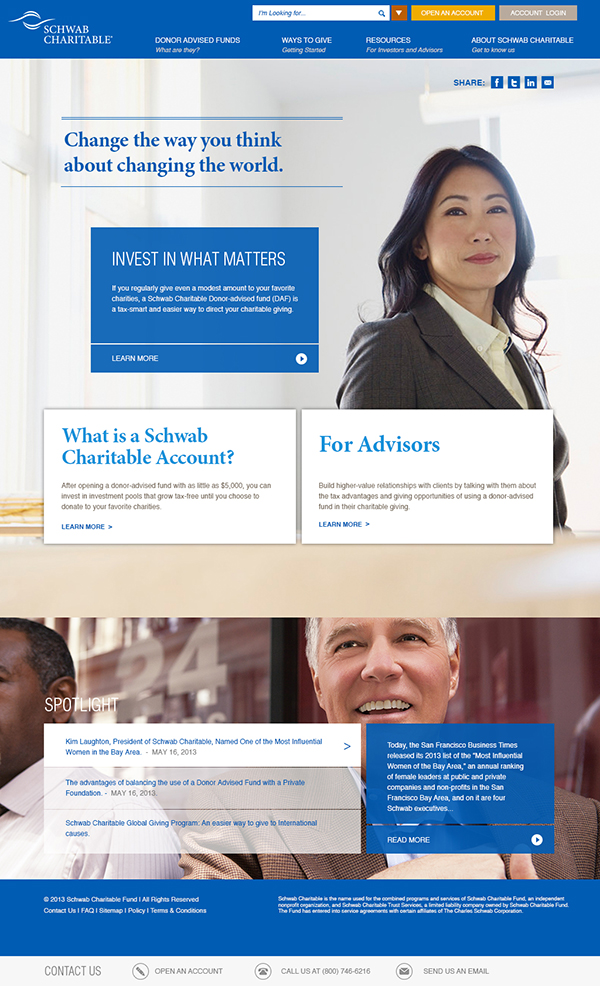 I'm Looking for...
OPEN AN ACCOUNT
ACCOUNT LOGIN
SCHWAB
CHARITABLE®
DONOR ADVISED FUNDS
What are they?
WAYS TO GIVE
Getting Started
RESOURCES
For Investors and Advisors
ABOUT SCHWAB CHARITABLE
Get to know us
SHARE:
Change the way you think
about changing the world.
INVEST IN WHAT MATTERS
If you regularly give even a modest amount to your favorite
charities, a Schwab Charitable Donor-advised fund (DAF) is
a tax-smart and easier way to direct your charitable giving.
LEARN MORE
What is a Schwab
Charitable Account?
After opening a donor-advised fund with as little as $5,000, you can
invest in investment pools that grow tax-free until you choose to
donate to your favorite charities.
LEARN MORE >
For Advisors
Build higher-value relationships with clients by talking with them about
the tax advantages and giving opportunities of using a donor-advised
fund in their charitable giving.
LEARN MORE >
24
SPOTLIGHT
Kim Laughton, President of Schwab Charitable, Named One of the Most Influential
Women in the Bay Area. - MAY 16, 2013
The advantages of balancing the use of a Donor Advised Fund with a Private
Foundation. - MAY 16, 2013.
Schwab Charitable Global Giving Program: An easier way to give to International
causes.
Today, the San Francisco Business Times
released its 2013 list of the "Most Influential
Women of the Bay Area," an annual ranking
of female leaders at public and private
companies and non-profits in the San
Francisco Bay Area, and on it are four
Schwab executives...
READ MORE
© 2013 Schwab Charitable Fund I All Rights Reserved
Contact Us I FAQ I Sitemap I Policy I Terms & Conditions
Schwab Charitable is the name used for the combined programs and services of Schwab Charitable Fund, an independent
nonprofit organization, and Schwab Charitable Trust Services, a limited liability company owned by Schwab Charitable Fund.
The Fund has entered into service agreements with certain affiliates of The Charles Schwab Corporation.
CONTACT US
OPEN AN ACCOUNT
CALL US AT (800) 746-6216
SEND US AN EMAIL